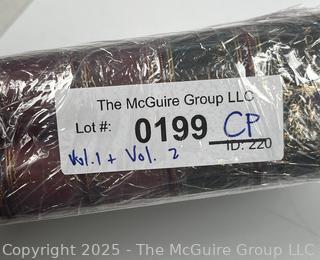 The McGuire Group LLC
Lot #: 0199 CP
ID: 220
Vol. 1 + Vol. 2
Copyright © 2025 - The McGuire Group LLC